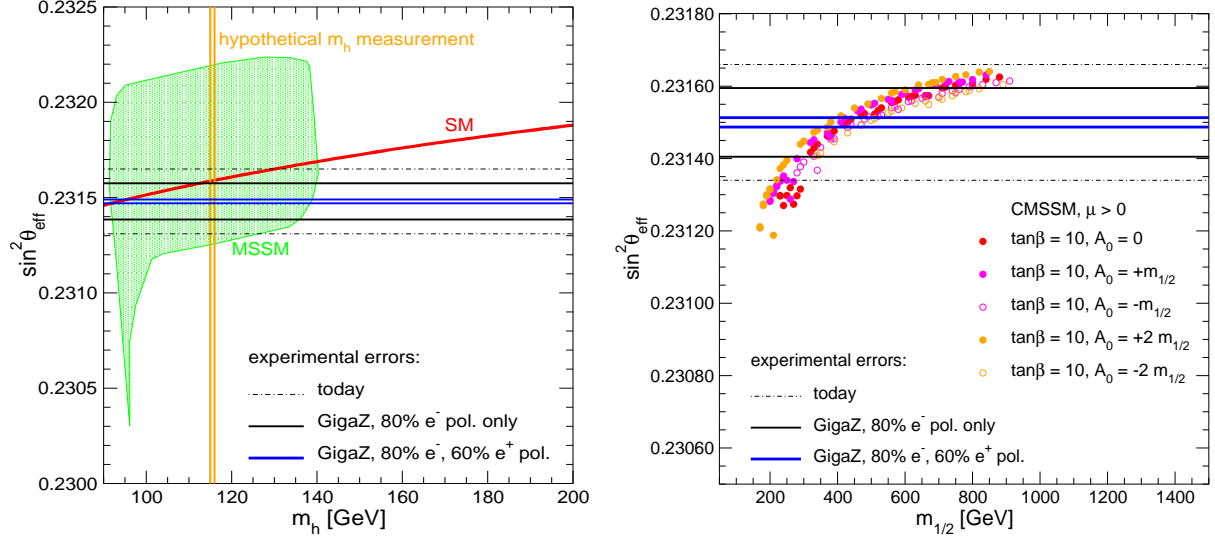 0.2325
0.2320
0.2315
0.2310
0.2305
0.2300
sin²θ_eff
hypothetical m_h measurement
SM
MSSM
experimental errors:
today
GigaZ, 80% e⁻ pol. only
GigaZ, 80% e⁻, 60% e⁺ pol.
100 120 140 160 180 200
m_h [GeV]
0.23180
0.23160
0.23140
0.23120
0.23100
0.23080
0.23060
sin²θ_eff
CMSSM, μ > 0
tanβ = 10, A₀ = 0
tanβ = 10, A₀ = +m_1/2
tanβ = 10, A₀ = -m_1/2
tanβ = 10, A₀ = +2 m_1/2
tanβ = 10, A₀ = -2 m_1/2
experimental errors:
today
GigaZ, 80% e⁻ pol. only
GigaZ, 80% e⁻, 60% e⁺ pol.
200 400 600 800 1000 1200 1400
m_1/2 [GeV]